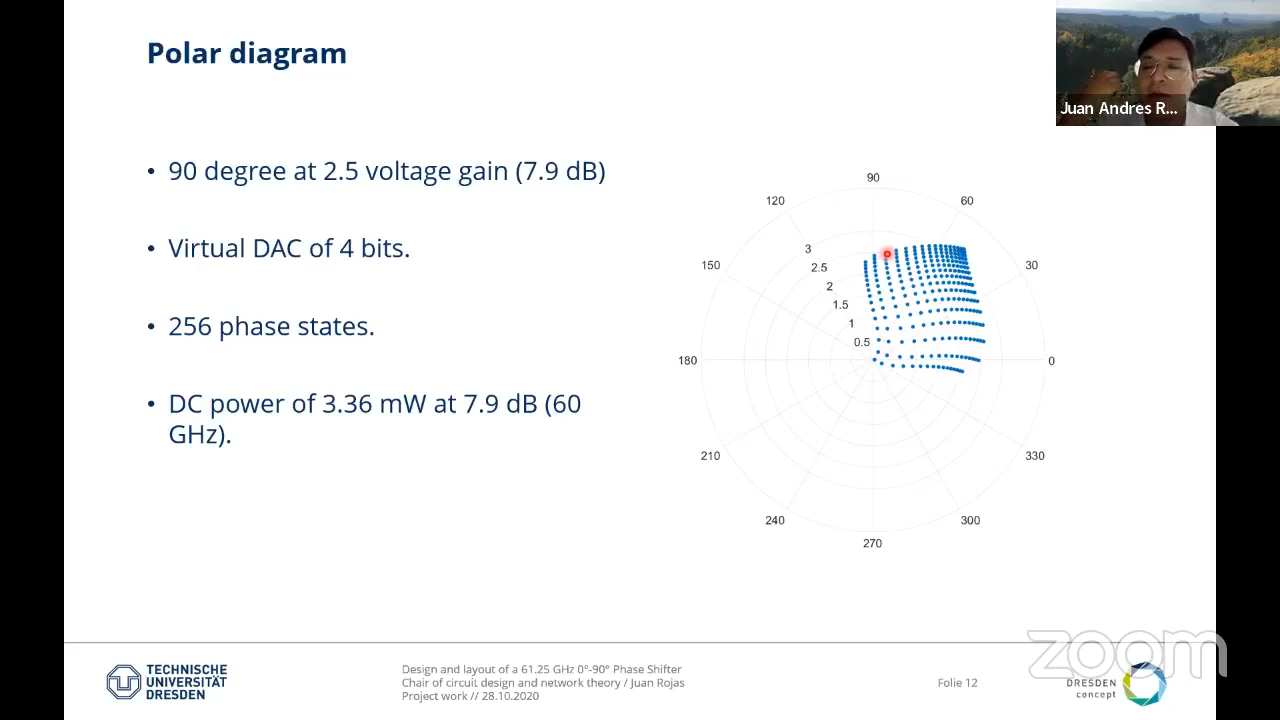 Polar diagram
Juan Andres R...
• 90 degree at 2.5 voltage gain (7.9 dB)
• Virtual DAC of 4 bits.
• 256 phase states.
• DC power of 3.36 mW at 7.9 dB (60
GHz).
90
120
60
3
150
2.5
30
2
1.5
1
0.5
180
0
210
330
240
300
270
zoom
TECHNISCHE
UNIVERSITÄT
DRESDEN
Design and layout of a 61.25 GHz 0°-90° Phase Shifter
Chair of circuit design and network theory / Juan Rojas
Project work // 28.10.2020
Folie 12
DRESDEN
concept